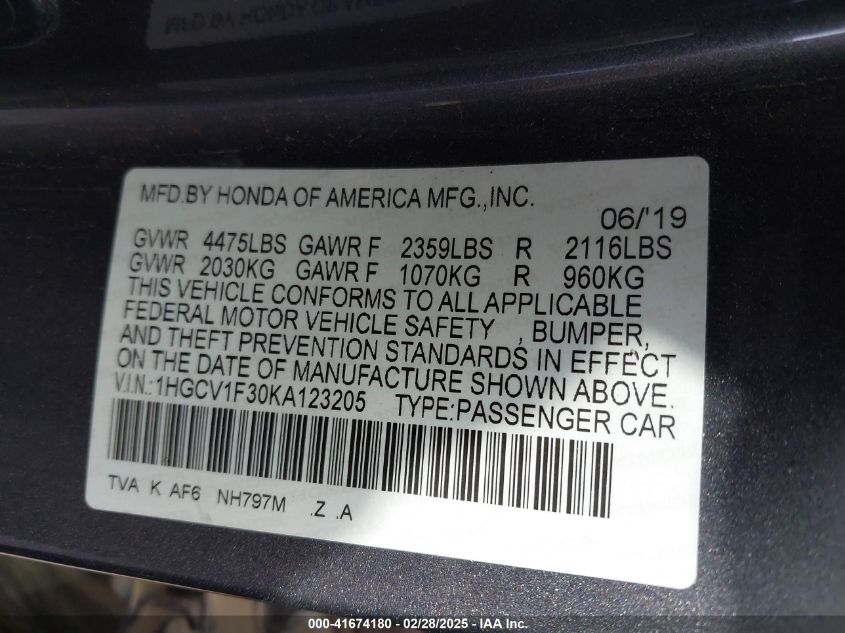 MFD.BY HONDA OF AMERICA MFG.,INC.
06/'19
GVWR 4475LBS GAWR F 2359LBS R 2116LBS
GVWR 2030KG GAWR F 1070KG R 960KG
THIS VEHICLE CONFORMS TO ALL APPLICABLE
FEDERAL MOTOR VEHICLE SAFETY , BUMPER,
AND THEFT PREVENTION STANDARDS IN EFFECT
ON THE DATE OF MANUFACTURE SHOWN ABOVE.
V.I.N.:1HGCV1F30KA123205 TYPE:PASSENGER CAR
TVA K AF6 NH797M .Z .A
000-41674180 - 02/28/2025 - IAA Inc.